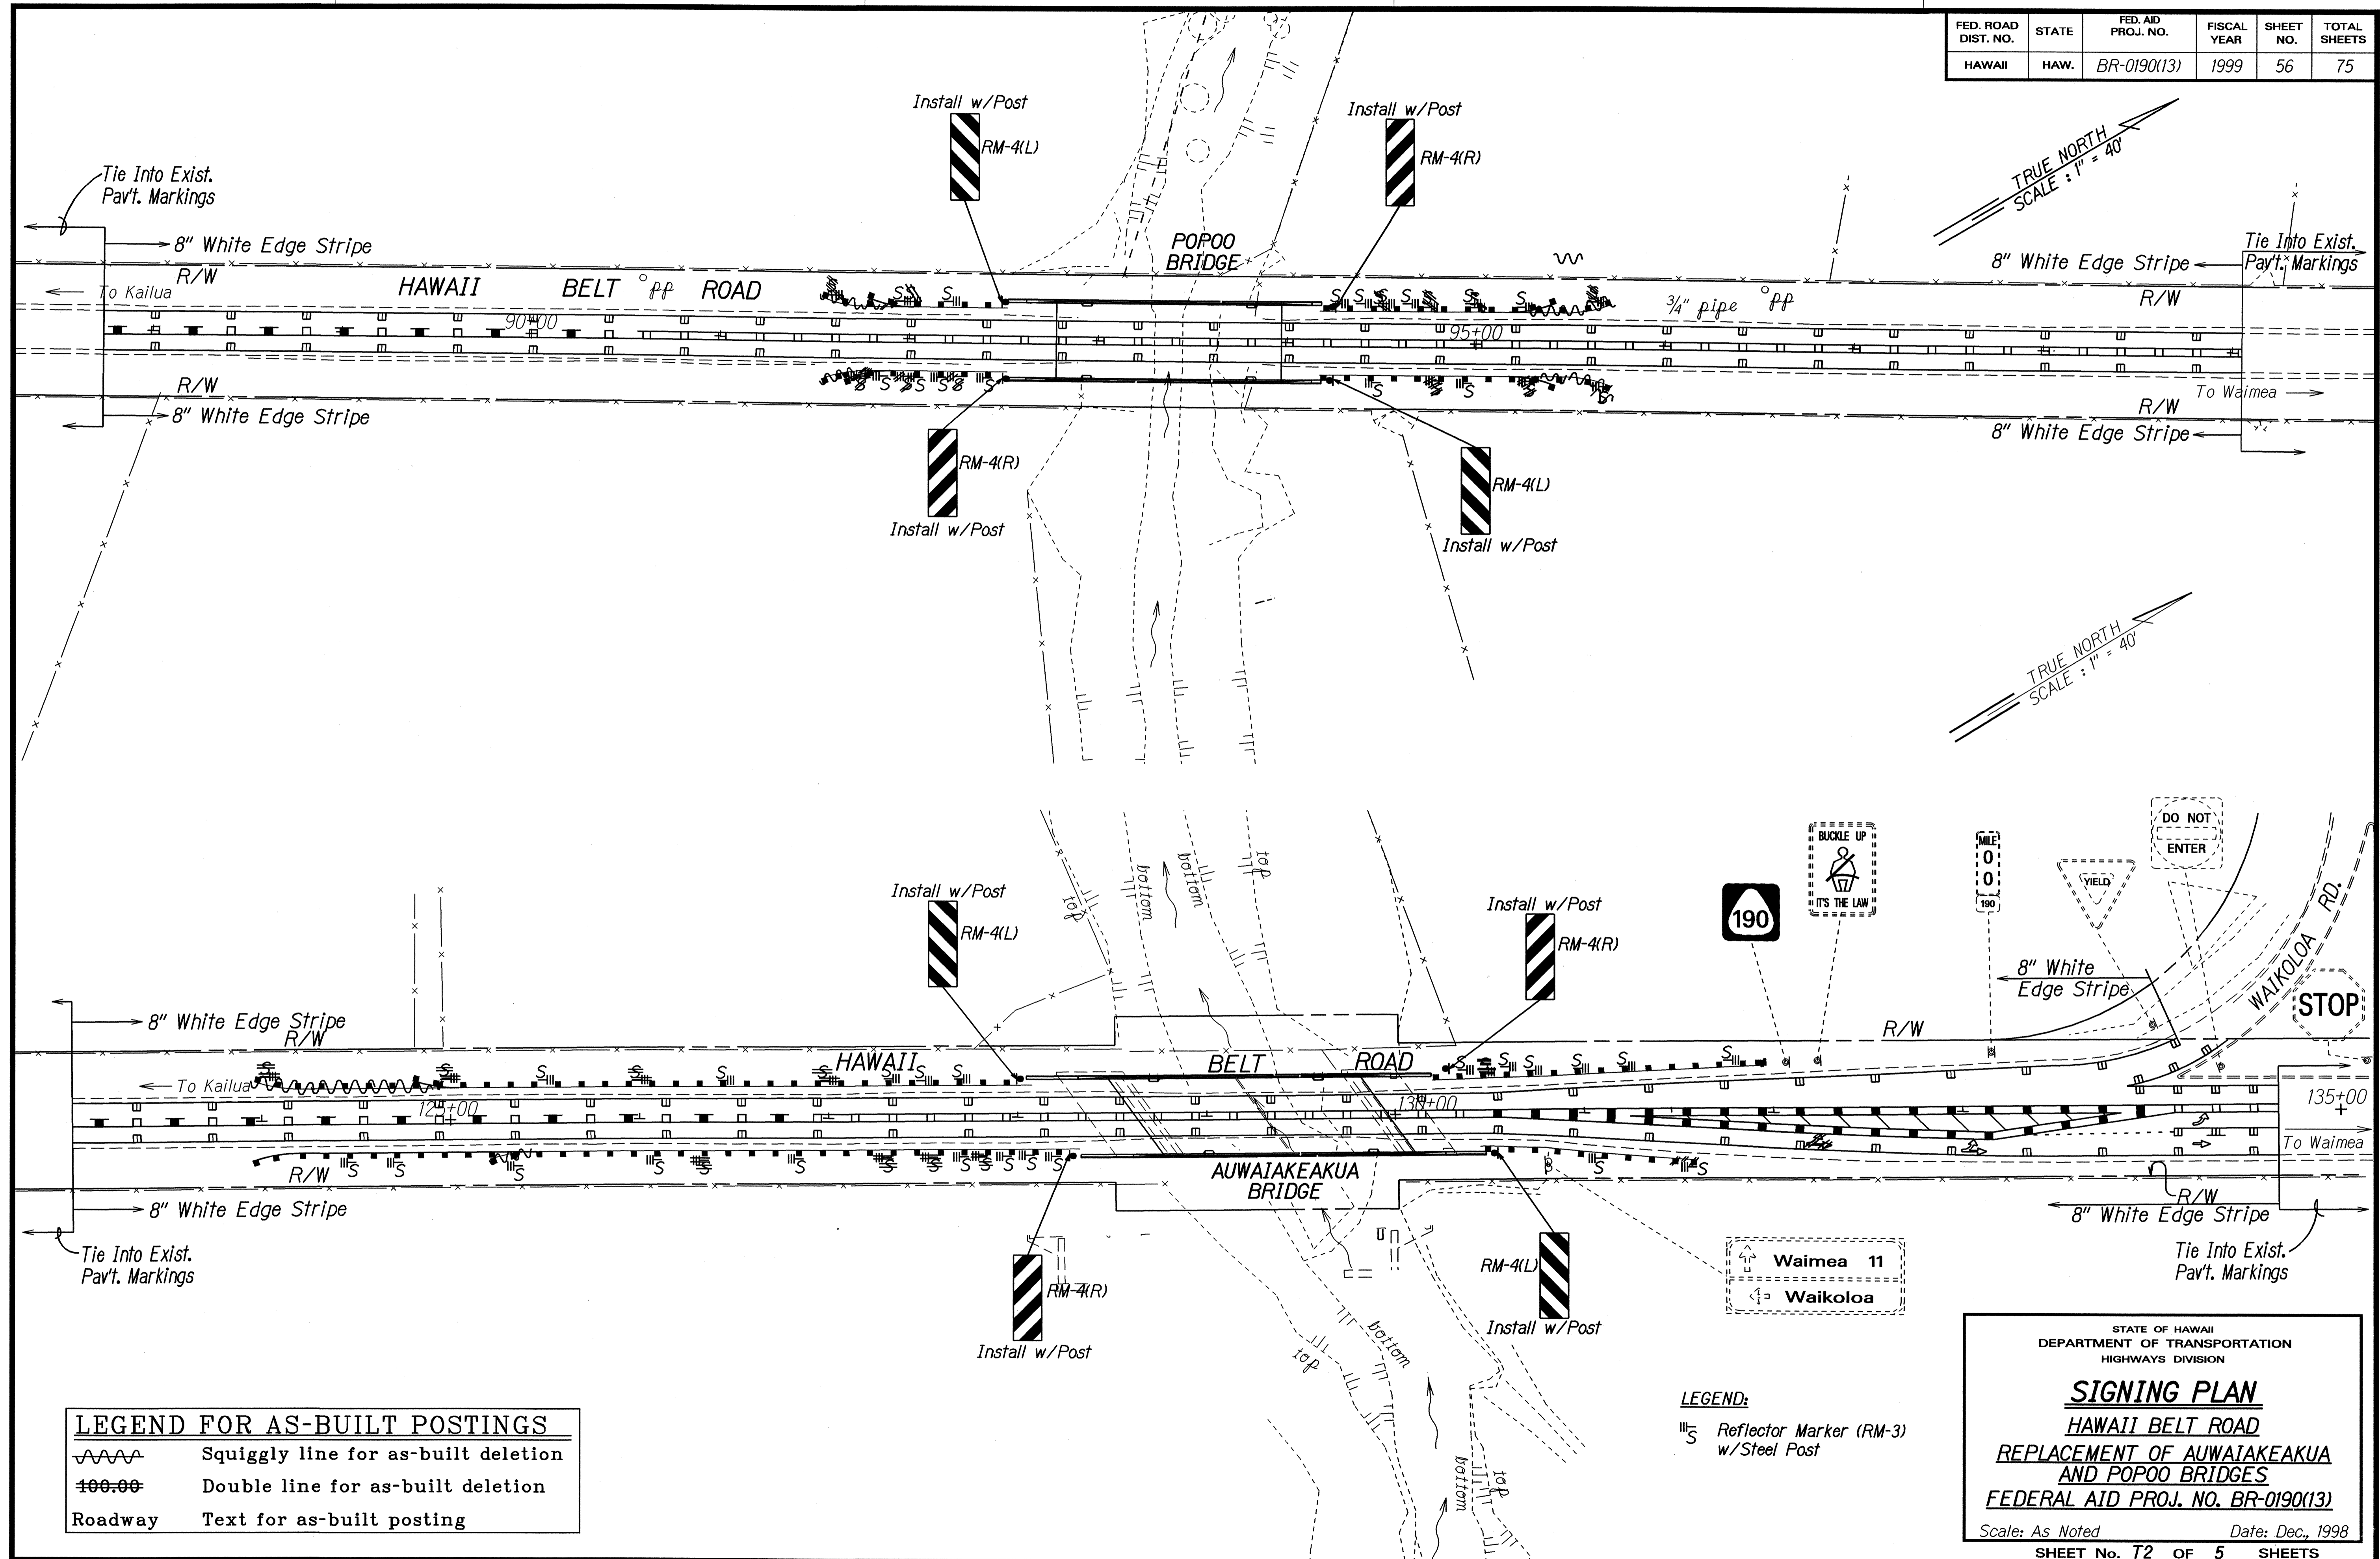 FED. ROAD DIST. NO.
STATE
FED. AID PROJ. NO.
FISCAL YEAR
SHEET NO.
TOTAL SHEETS
HAWAII
HAW.
BR-0190(13)
1999
56
75
TRUE NORTH
SCALE : 1" = 40'
Install w/Post
RM-4(L)
Install w/Post
RM-4(R)
Tie Into Exist.
Pav't. Markings
8" White Edge Stripe
R/W
To Kailua
HAWAII BELT ROAD
pp
POPOO
BRIDGE
3/4" pipe
pp
8" White Edge Stripe
Tie Into Exist.
Pav't. Markings
R/W
90+00
95+00
S S S S S S S S
S S S S S S S S
R/W
8" White Edge Stripe
To Waimea
R/W
8" White Edge Stripe
RM-4(R)
Install w/Post
RM-4(L)
Install w/Post
TRUE NORTH
SCALE : 1" = 40'
top
bottom
bottom
top
Install w/Post
RM-4(L)
Install w/Post
RM-4(R)
190
BUCKLE UP
IT'S THE LAW
MILE
0
0
190
YIELD
DO NOT
ENTER
WAIKOLOA RD.
STOP
8" White
Edge Stripe
8" White Edge Stripe
R/W
R/W
HAWAII BELT ROAD
To Kailua
125+00
130+00
135+00
To Waimea
R/W
8" White Edge Stripe
AUWAIAKEAKUA
BRIDGE
R/W
8" White Edge Stripe
Tie Into Exist.
Pav't. Markings
Tie Into Exist.
Pav't. Markings
RM-4(R)
Install w/Post
RM-4(L)
Install w/Post
Waimea 11
Waikoloa
top
bottom
bottom
top
LEGEND FOR AS-BUILT POSTINGS
Squiggly line for as-built deletion
100.00 Double line for as-built deletion
Roadway Text for as-built posting
LEGEND:
S Reflector Marker (RM-3)
w/Steel Post
STATE OF HAWAII
DEPARTMENT OF TRANSPORTATION
HIGHWAYS DIVISION
SIGNING PLAN
HAWAII BELT ROAD
REPLACEMENT OF AUWAIAKEAKUA
AND POPOO BRIDGES
FEDERAL AID PROJ. NO. BR-0190(13)
Scale: As Noted Date: Dec., 1998
SHEET No. T2 OF 5 SHEETS